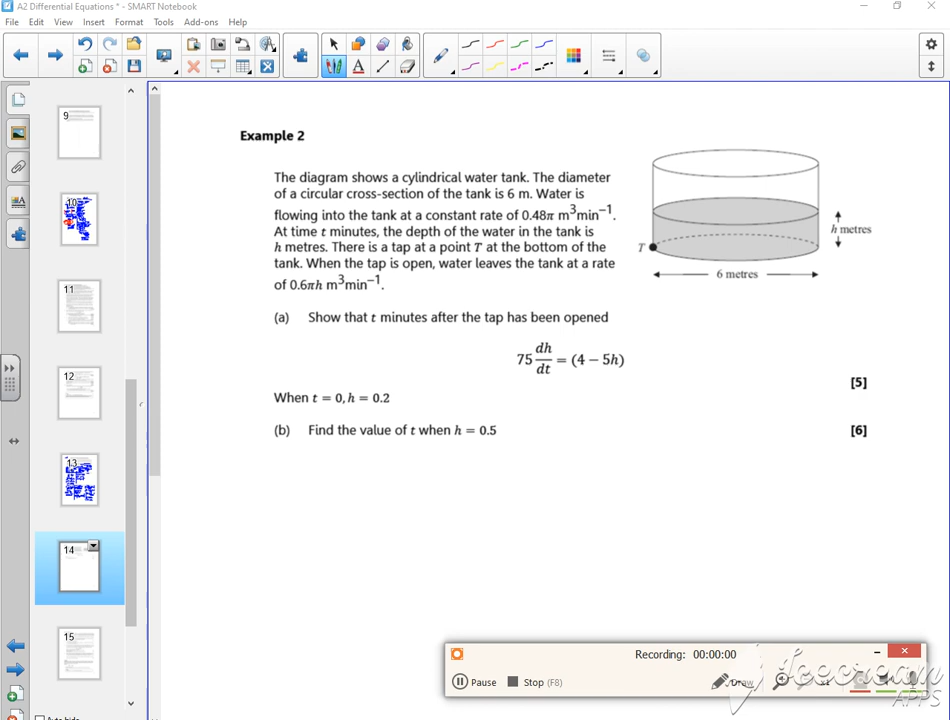 A2 Differential Equations * - SMART Notebook
File Edit View Insert Format Tools Add-ons Help
9
10
11
12
13
14
15
Example 2
The diagram shows a cylindrical water tank. The diameter
of a circular cross-section of the tank is 6 m. Water is
flowing into the tank at a constant rate of 0.48π m³min⁻¹.
At time t minutes, the depth of the water in the tank is
h metres. There is a tap at a point T at the bottom of the
tank. When the tap is open, water leaves the tank at a rate
of 0.6πh m³min⁻¹.
h metres
T
6 metres
(a) Show that t minutes after the tap has been opened
75 dh/dt = (4 − 5h)
[5]
When t = 0, h = 0.2
(b) Find the value of t when h = 0.5
[6]
Recording: 00:00:00
Pause Stop (F8) Draw x1
Icecream
APPS
Auto hide